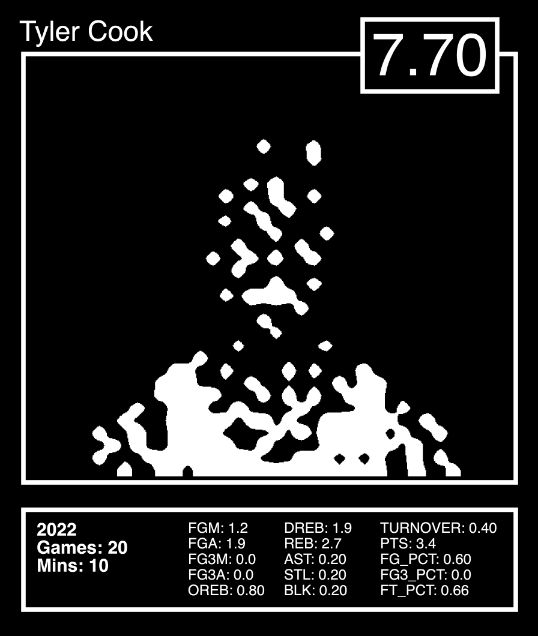 Tyler Cook
7.70
2022
Games: 20
Mins: 10
FGM: 1.2
FGA: 1.9
FG3M: 0.0
FG3A: 0.0
OREB: 0.80
DREB: 1.9
REB: 2.7
AST: 0.20
STL: 0.20
BLK: 0.20
TURNOVER: 0.40
PTS: 3.4
FG_PCT: 0.60
FG3_PCT: 0.0
FT_PCT: 0.66